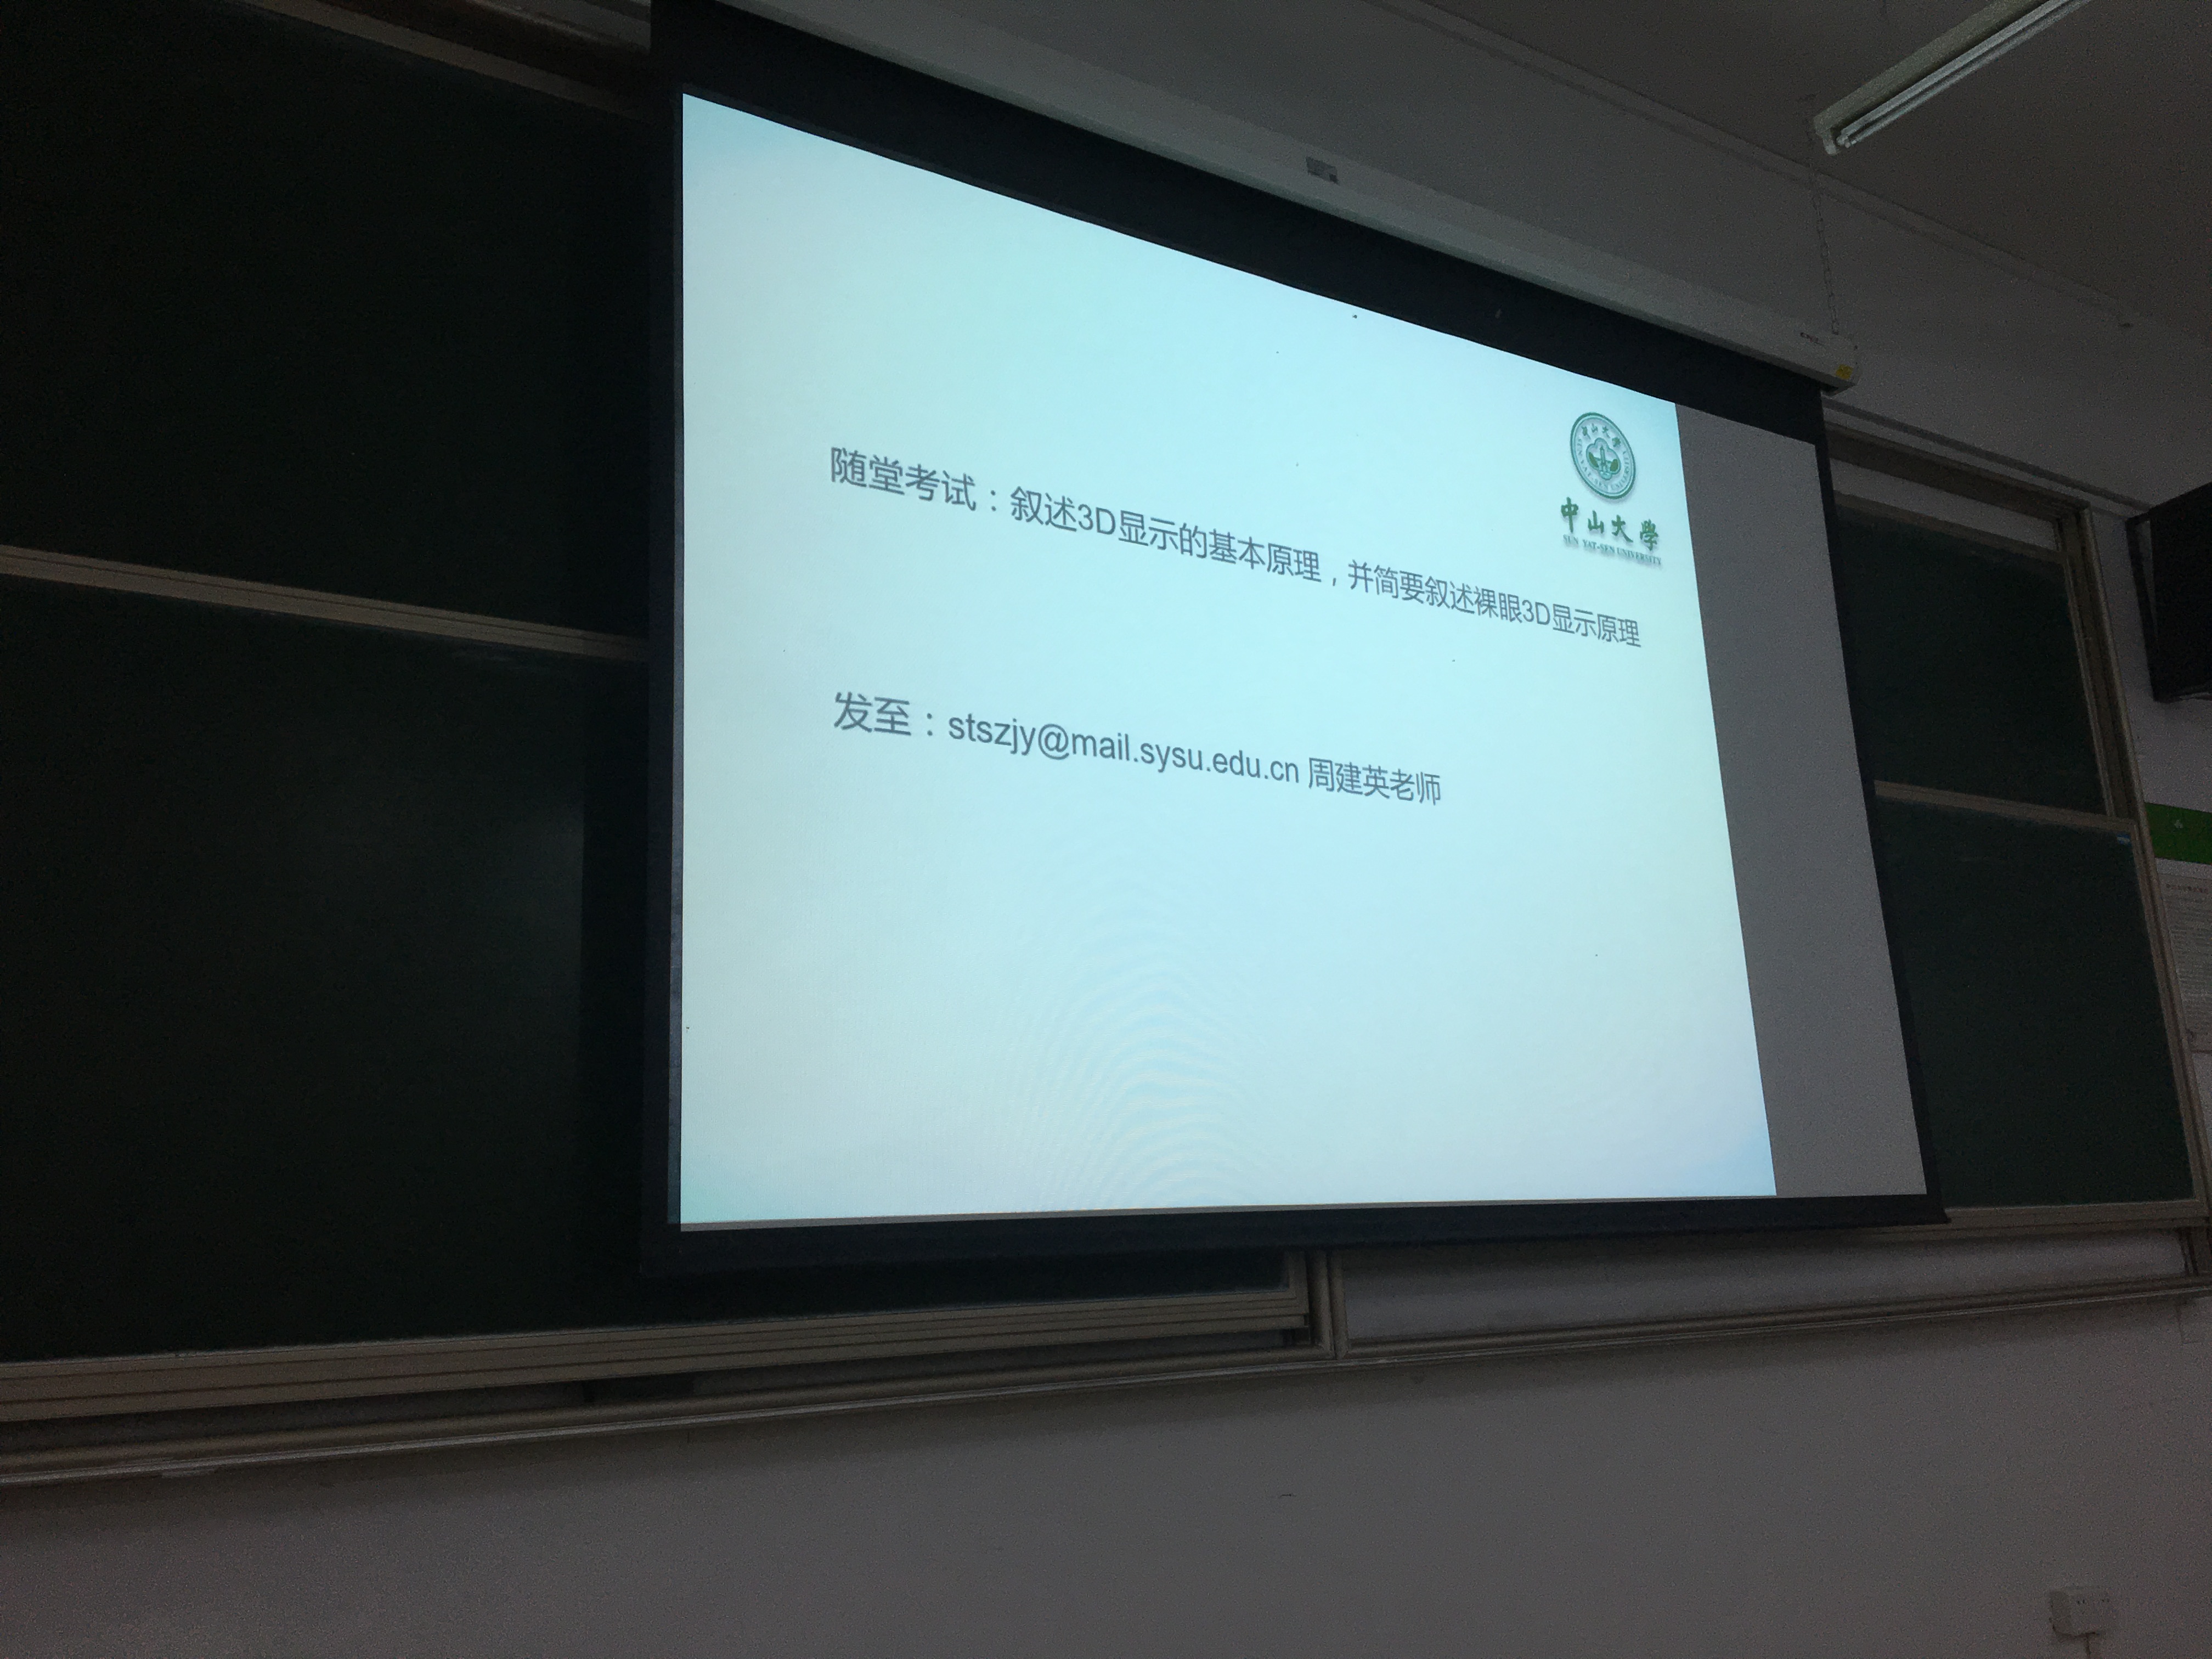 中山大學
SUN YAT-SEN UNIVERSITY
随堂考试：叙述3D显示的基本原理，并简要叙述裸眼3D显示原理
发至：stszjy@mail.sysu.edu.cn 周建英老师